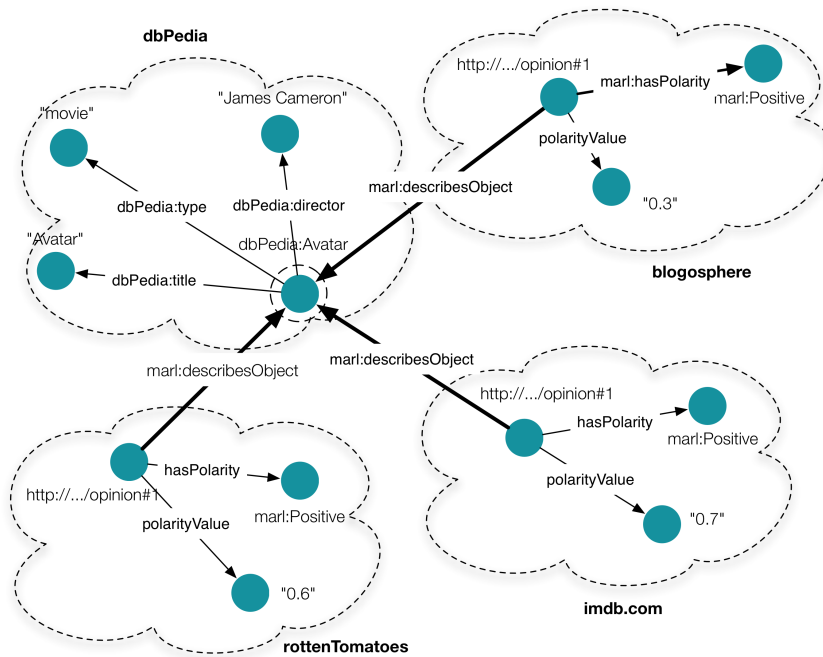 dbPedia
"movie"
"James Cameron"
dbPedia:type
dbPedia:director
"Avatar"
dbPedia:Avatar
dbPedia:title
http://.../opinion#1
marl:hasPolarity
marl:Positive
polarityValue
"0.3"
marl:describesObject
blogosphere
marl:describesObject
http://.../opinion#1
hasPolarity
marl:Positive
polarityValue
"0.7"
imdb.com
marl:describesObject
hasPolarity
http://.../opinion#1
marl:Positive
polarityValue
"0.6"
rottenTomatoes